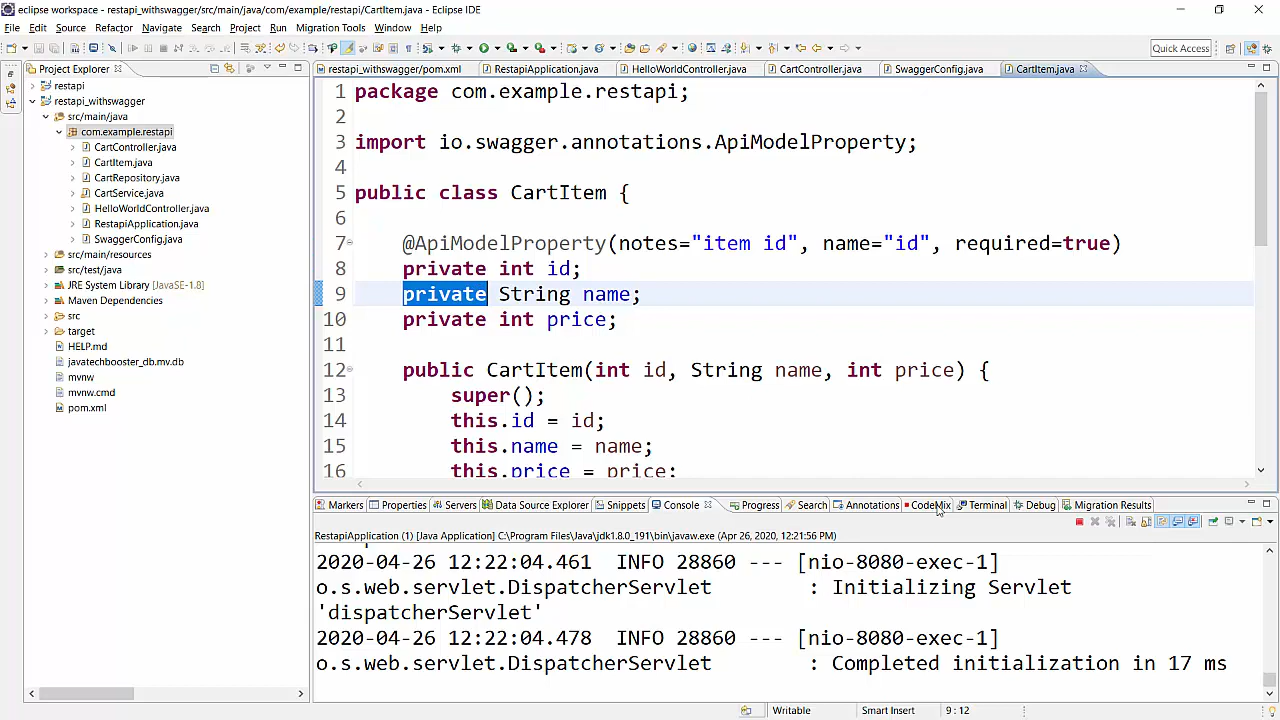 eclipse workspace - restapi_withswagger/src/main/java/com/example/restapi/CartItem.java - Eclipse IDE
File Edit Source Refactor Navigate Search Project Run Migration Tools Window Help
Quick Access
Project Explorer
restapi_withswagger/pom.xml RestapiApplication.java HelloWorldController.java CartController.java SwaggerConfig.java CartItem.java
restapi
restapi_withswagger
src/main/java
com.example.restapi
CartController.java
CartItem.java
CartRepository.java
CartService.java
HelloWorldController.java
RestapiApplication.java
SwaggerConfig.java
src/main/resources
src/test/java
JRE System Library [JavaSE-1.8]
Maven Dependencies
src
target
HELP.md
javatechbooster_db.mv.db
mvnw
mvnw.cmd
pom.xml
1 package com.example.restapi;
2
3 import io.swagger.annotations.ApiModelProperty;
4
5 public class CartItem {
6
7 @ApiModelProperty(notes="item id", name="id", required=true)
8 private int id;
9 private String name;
10 private int price;
11
12 public CartItem(int id, String name, int price) {
13 super();
14 this.id = id;
15 this.name = name;
16 this.price = price;
Markers Properties Servers Data Source Explorer Snippets Console Progress Search Annotations CodeMix Terminal Debug Migration Results
RestapiApplication (1) [Java Application] C:\Program Files\Java\jdk1.8.0_191\bin\javaw.exe (Apr 26, 2020, 12:21:56 PM)
2020-04-26 12:22:04.461 INFO 28860 --- [nio-8080-exec-1]
o.s.web.servlet.DispatcherServlet : Initializing Servlet
'dispatcherServlet'
2020-04-26 12:22:04.478 INFO 28860 --- [nio-8080-exec-1]
o.s.web.servlet.DispatcherServlet : Completed initialization in 17 ms
Writable Smart Insert 9 : 12